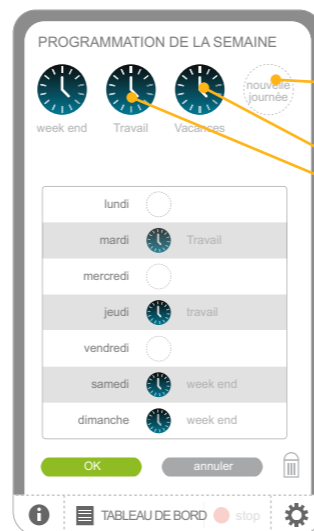 PROGRAMMATION DE LA SEMAINE
nouvelle
journée
week end Travail Vacances
lundi
mardi Travail
mercredi
jeudi travail
vendredi
samedi week end
dimanche week end
OK annuler
i TABLEAU DE BORD stop